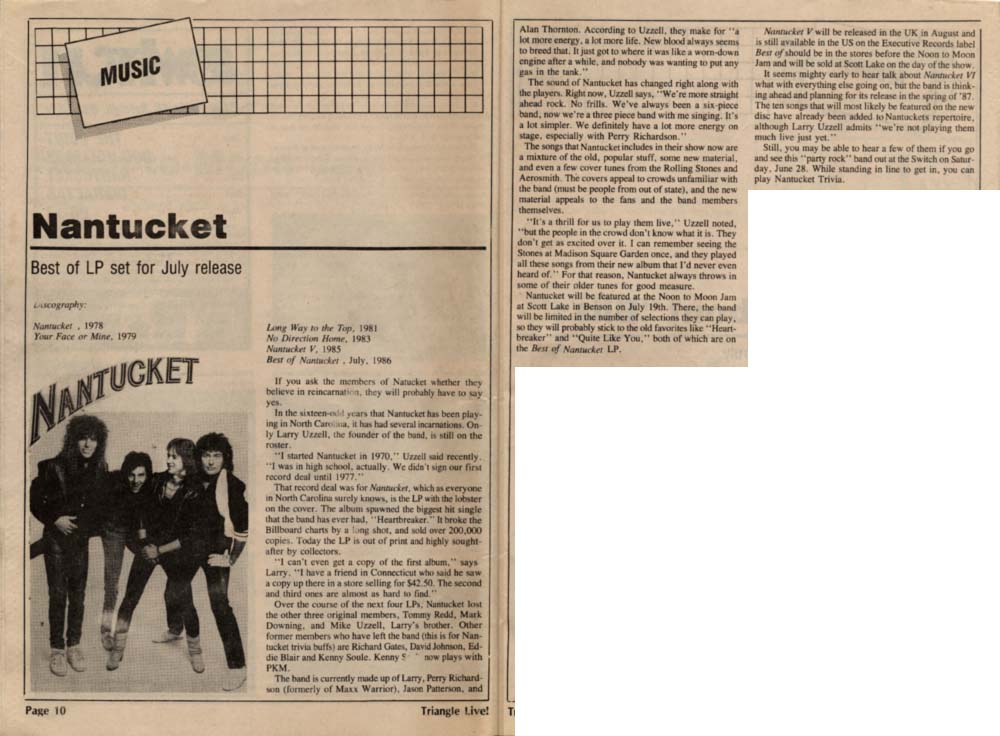 MUSIC
Nantucket
Best of LP set for July release
Discography:
Nantucket , 1978
Your Face or Mine, 1979
Long Way to the Top, 1981
No Direction Home, 1983
Nantucket V, 1985
Best of Nantucket , July, 1986
NANTUCKET
If you ask the members of Natucket whether they
believe in reincarnation, they will probably have to say
yes.
In the sixteen-odd years that Nantucket has been play-
ing in North Carolina, it has had several incarnations. On-
ly Larry Uzzell, the founder of the band, is still on the
roster.
"I started Nantucket in 1970," Uzzell said recently.
"I was in high school, actually. We didn't sign our first
record deal until 1977."
That record deal was for Nantucket, which as everyone
in North Carolina surely knows, is the LP with the lobster
on the cover. The album spawned the biggest hit single
that the band has ever had, "Heartbreaker." It broke the
Billboard charts by a long shot, and sold over 200,000
copies. Today the LP is out of print and highly sought-
after by collectors.
"I can't even get a copy of the first album," says
Larry. "I have a friend in Connecticut who said he saw
a copy up there in a store selling for $42.50. The second
and third ones are almost as hard to find."
Over the course of the next four LPs, Nantucket lost
the other three original members, Tommy Redd, Mark
Downing, and Mike Uzzell, Larry's brother. Other
former members who have left the band (this is for Nan-
tucket trivia buffs) are Richard Gates, David Johnson, Ed-
die Blair and Kenny Soule. Kenny now plays with
PKM.
The band is currently made up of Larry, Perry Richard-
son (formerly of Maxx Warrior), Jason Patterson, and
Page 10
Triangle Live!
Alan Thornton. According to Uzzell, they make for "a
lot more energy, a lot more life. New blood always seems
to breed that. It just got to where it was like a worn-down
engine after a while, and nobody was wanting to put any
gas in the tank."
The sound of Nantucket has changed right along with
the players. Right now, Uzzell says, "We're more straight
ahead rock. No frills. We've always been a six-piece
band, now we're a three piece band with me singing. It's
a lot simpler. We definitely have a lot more energy on
stage, especially with Perry Richardson."
The songs that Nantucket includes in their show now are
a mixture of the old, popular stuff, some new material,
and even a few cover tunes from the Rolling Stones and
Aerosmith. The covers appeal to crowds unfamiliar with
the band (must be people from out of state), and the new
material appeals to the fans and the band members
themselves.
"It's a thrill for us to play them live," Uzzell noted,
"but the people in the crowd don't know what it is. They
don't get as excited over it. I can remember seeing the
Stones at Madison Square Garden once, and they played
all these songs from their new album that I'd never even
heard of." For that reason, Nantucket always throws in
some of their older tunes for good measure.
Nantucket will be featured at the Noon to Moon Jam
at Scott Lake in Benson on July 19th. There, the band
will be limited in the number of selections they can play,
so they will probably stick to the old favorites like "Heart-
breaker" and "Quite Like You," both of which are on
the Best of Nantucket LP.
Nantucket V will be released in the UK in August and
is still available in the US on the Executive Records label
Best of should be in the stores before the Noon to Moon
Jam and will be sold at Scott Lake on the day of the show.
It seems mighty early to hear talk about Nantucket VI
what with everything else going on, but the band is think-
ing ahead and planning for its release in the spring of '87.
The ten songs that will most likely be featured on the new
disc have already been added to Nantuckets repertoire,
although Larry Uzzell admits "we're not playing them
much live just yet."
Still, you may be able to hear a few of them if you go
and see this "party rock" band out at the Switch on Satur-
day, June 28. While standing in line to get in, you can
play Nantucket Trivia.